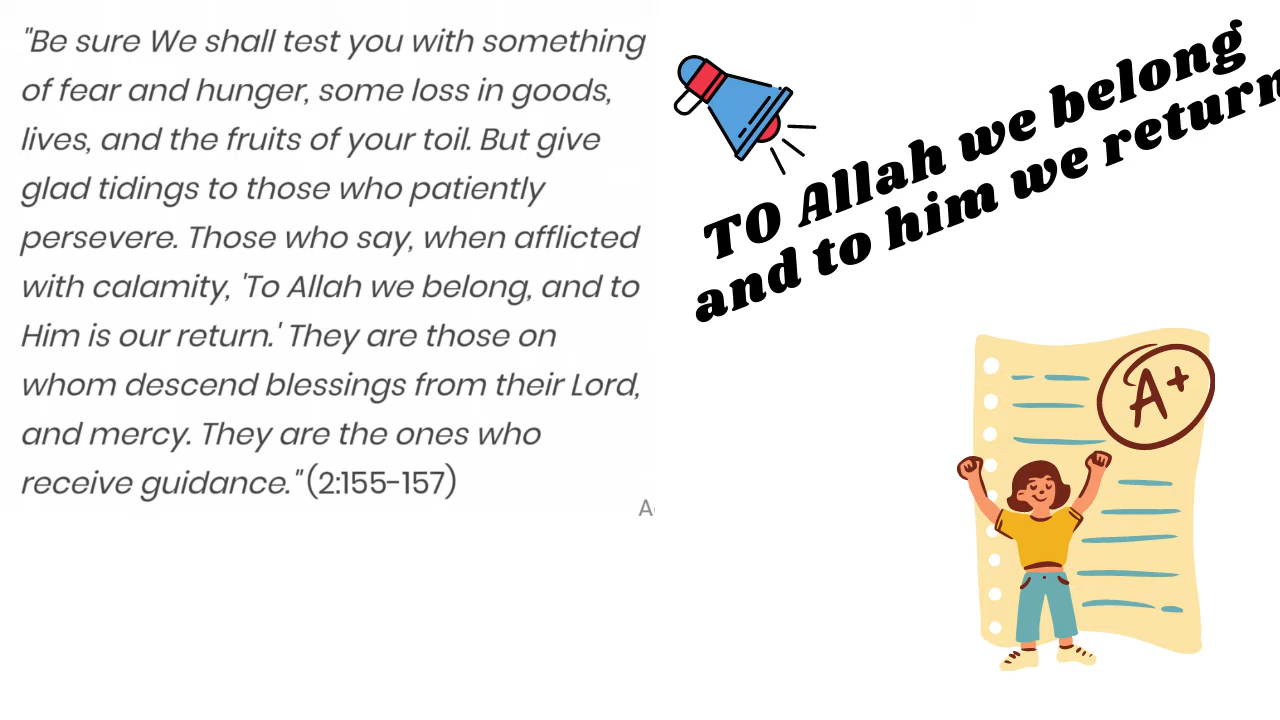 "Be sure We shall test you with something
of fear and hunger, some loss in goods,
lives, and the fruits of your toil. But give
glad tidings to those who patiently
persevere. Those who say, when afflicted
with calamity, 'To Allah we belong, and to
Him is our return.' They are those on
whom descend blessings from their Lord,
and mercy. They are the ones who
receive guidance." (2:155-157)
TO Allah we belong
and to him we return
A+